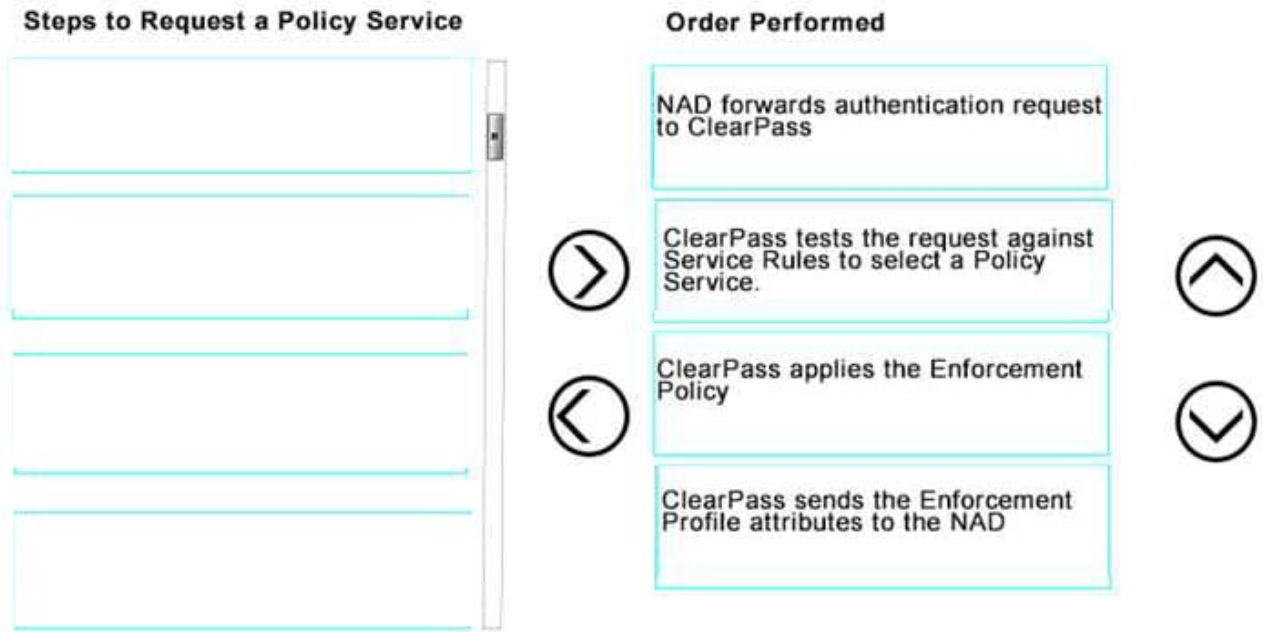 Steps to Request a Policy Service
Order Performed
NAD forwards authentication request
to ClearPass
ClearPass tests the request against
Service Rules to select a Policy
Service.
ClearPass applies the Enforcement
Policy
ClearPass sends the Enforcement
Profile attributes to the NAD